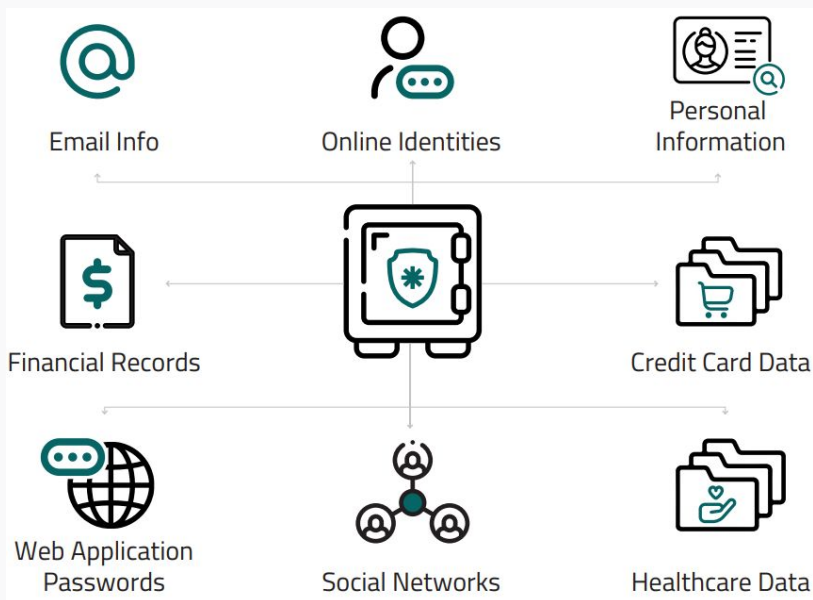 Email Info
Online Identities
Personal
Information
Financial Records
Credit Card Data
Web Application
Passwords
Social Networks
Healthcare Data